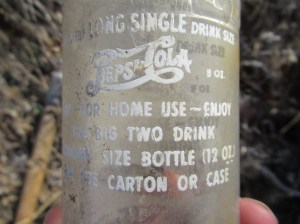 LONG SINGLE DRINK SIZE
PEPSI-COLA
8 OZ.
FOR HOME USE ~ ENJOY
BIG TWO DRINK
SIZE BOTTLE (12 OZ.)
CARTON OR CASE